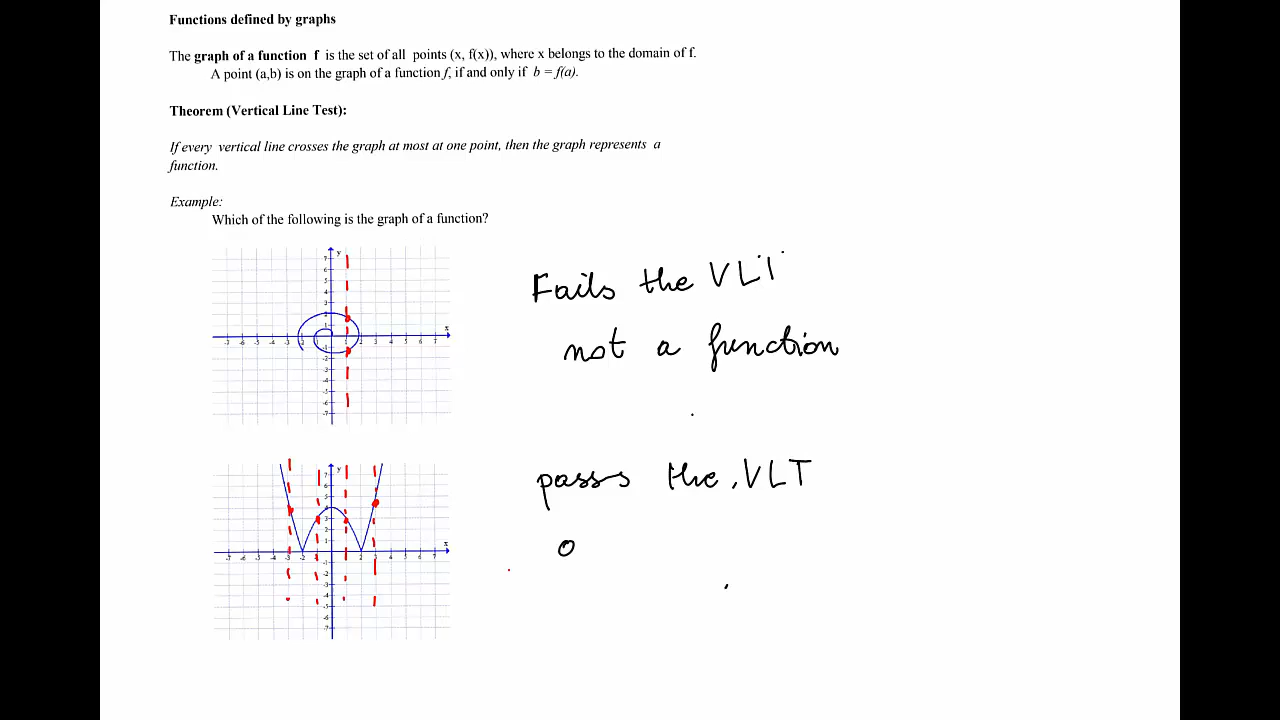 Functions defined by graphs
The graph of a function f is the set of all points (x, f(x)), where x belongs to the domain of f.
A point (a,b) is on the graph of a function f, if and only if b = f(a).
Theorem (Vertical Line Test):
If every vertical line crosses the graph at most at one point, then the graph represents a
function.
Example:
Which of the following is the graph of a function?
Fails the VLT
not a function
passes the VLT